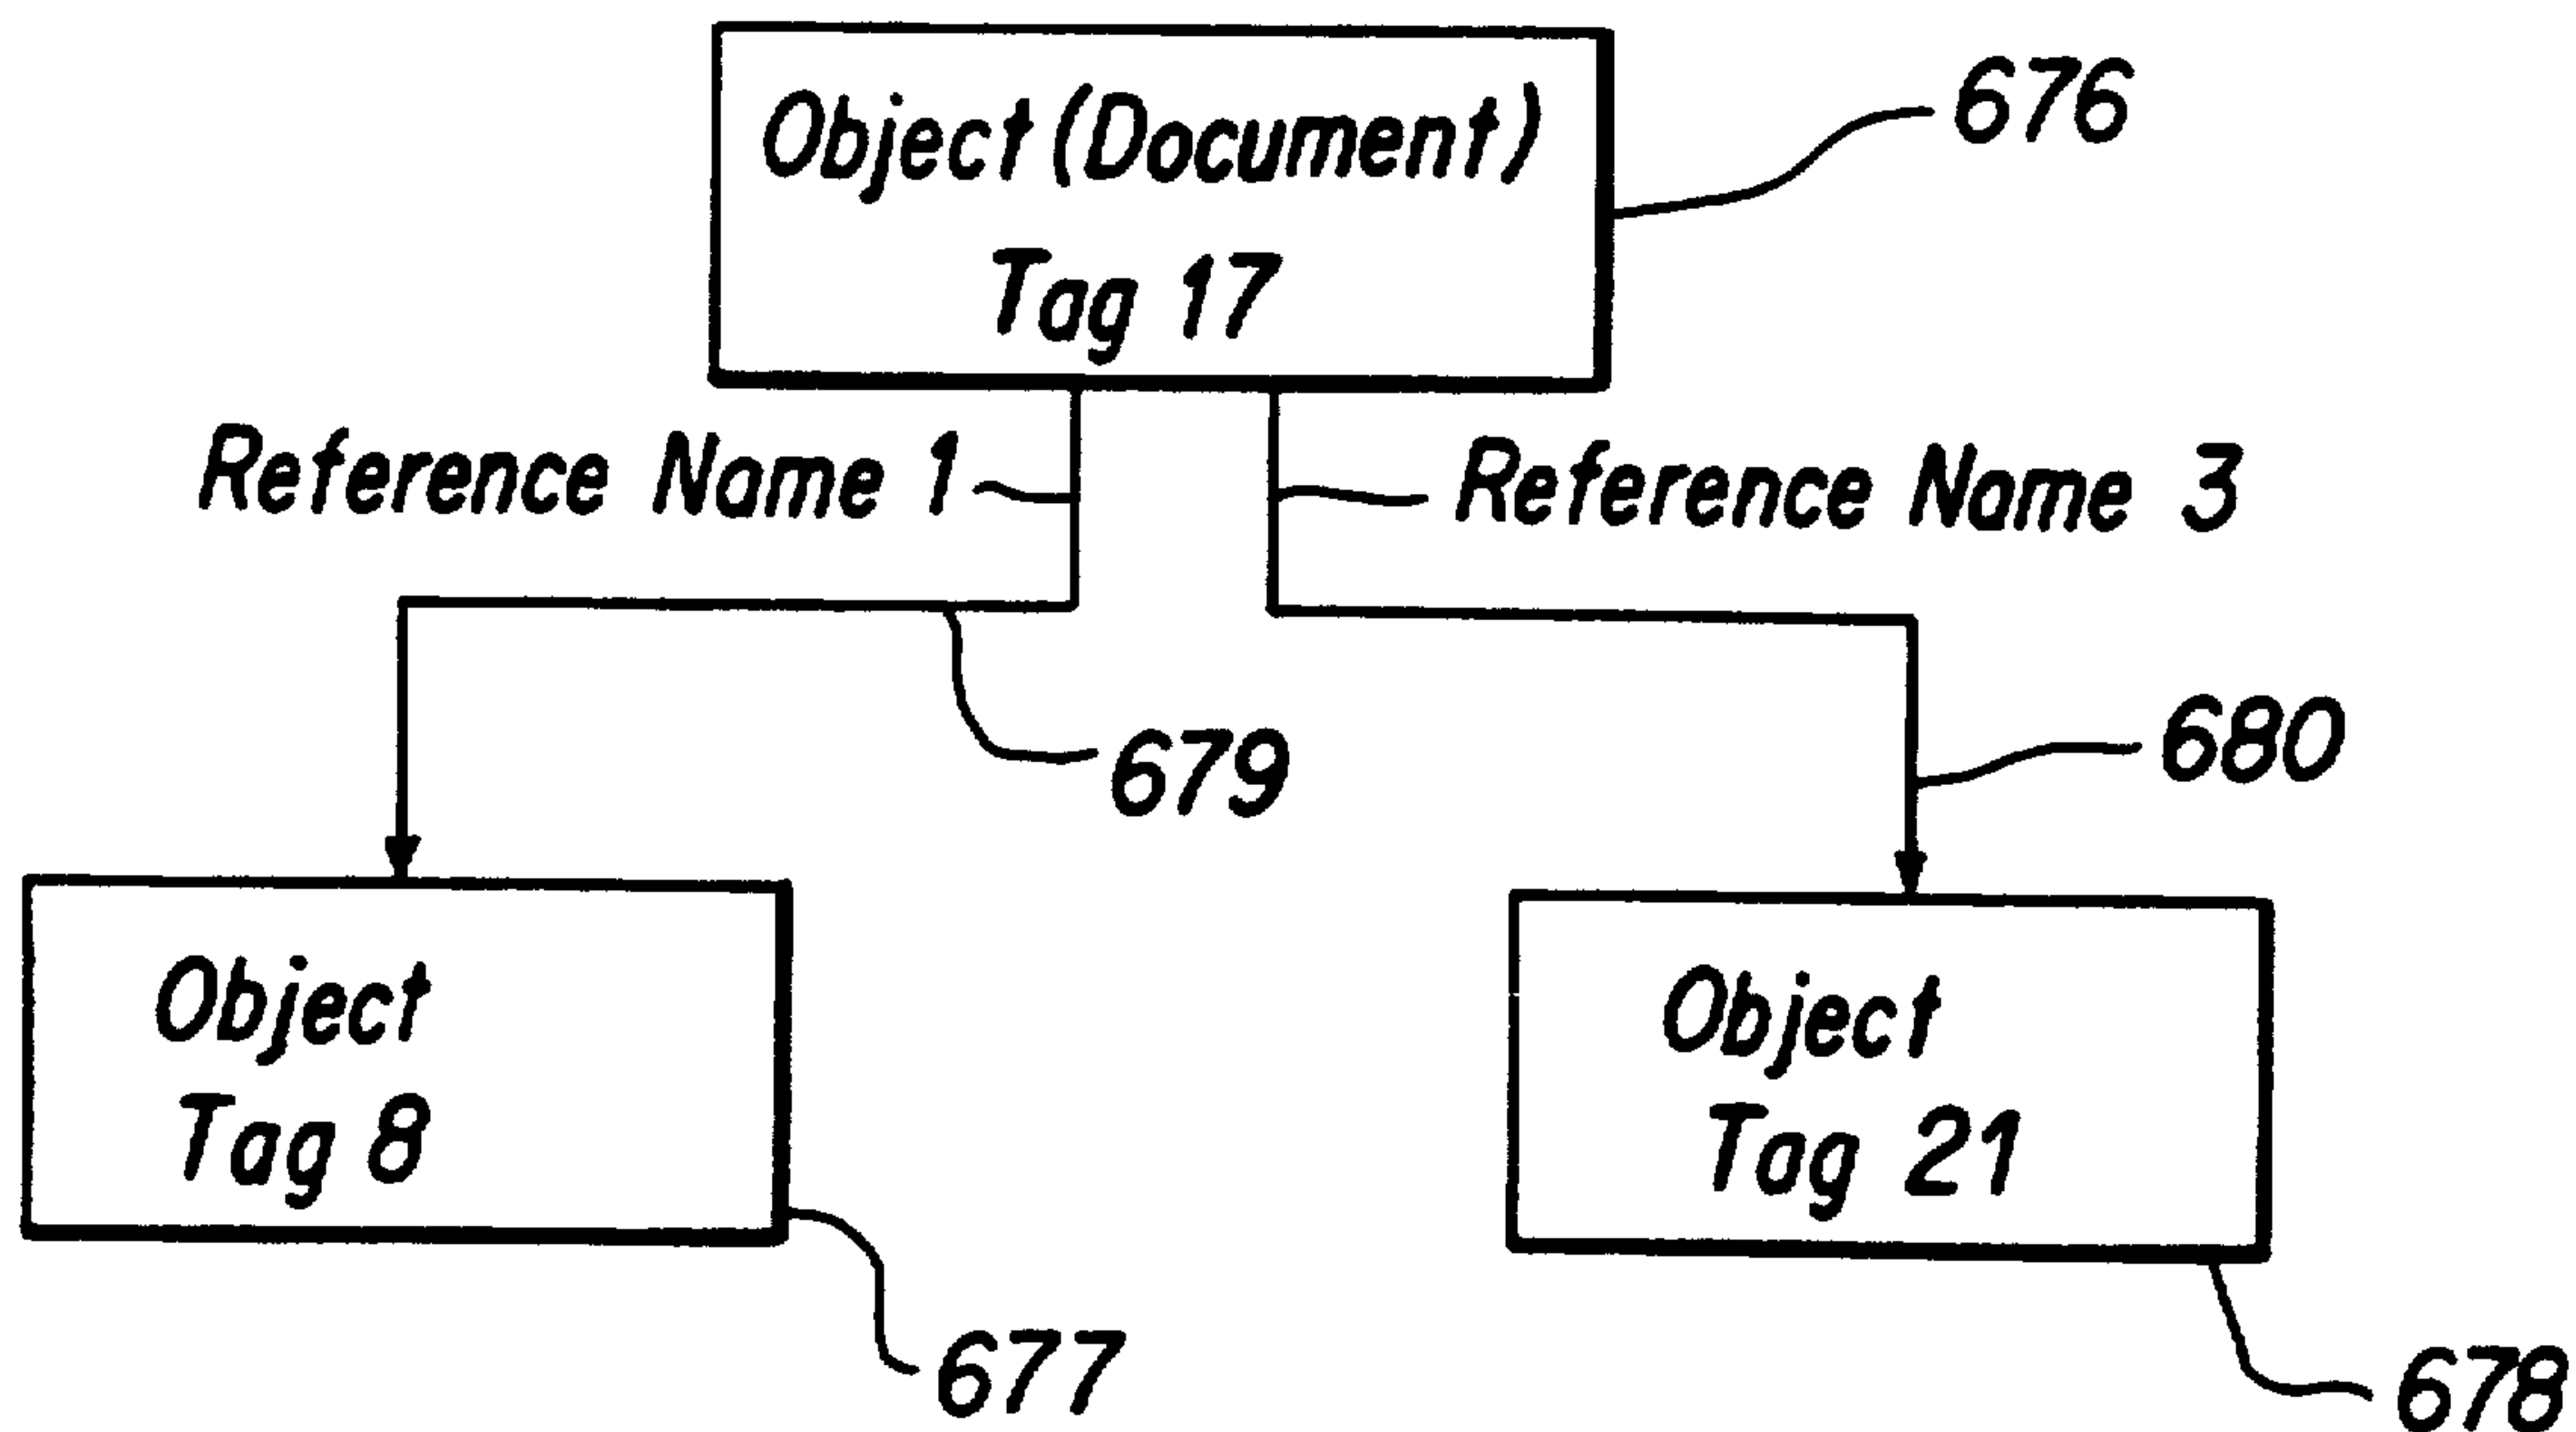 Object (Document)
Tag 17
676
Reference Name 1
Reference Name 3
679
680
Object
Tag 8
677
Object
Tag 21
678